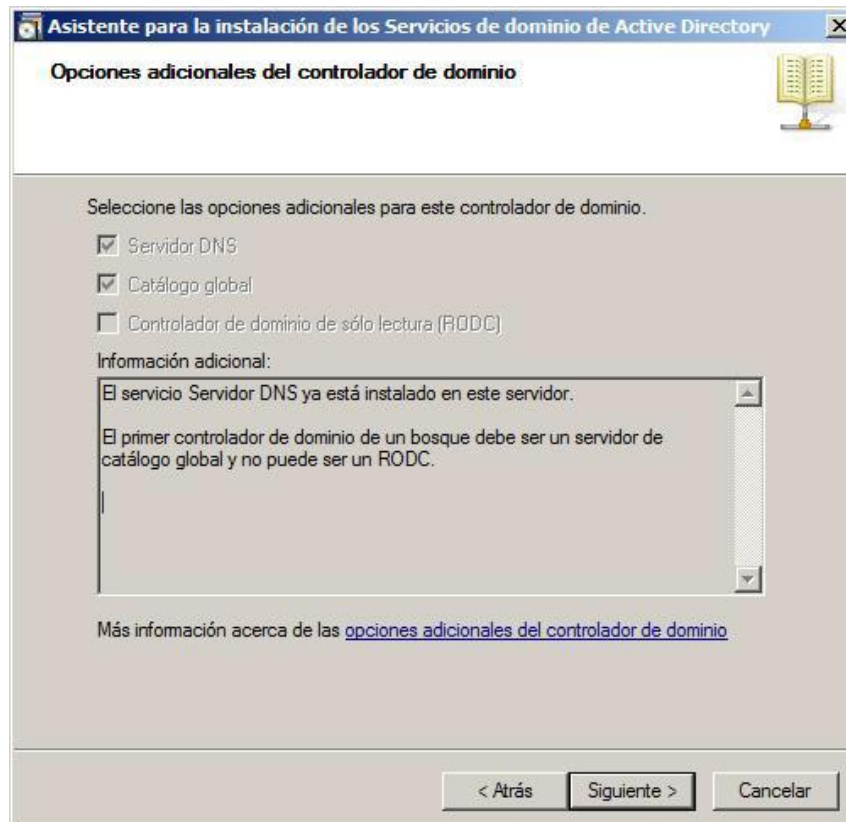 Asistente para la instalación de los Servicios de dominio de Active Directory
Opciones adicionales del controlador de dominio
Seleccione las opciones adicionales para este controlador de dominio.
Servidor DNS
Catálogo global
Controlador de dominio de sólo lectura (RODC)
Información adicional:
El servicio Servidor DNS ya está instalado en este servidor.
El primer controlador de dominio de un bosque debe ser un servidor de
catálogo global y no puede ser un RODC.
Más información acerca de las opciones adicionales del controlador de dominio
< Atrás
Siguiente >
Cancelar